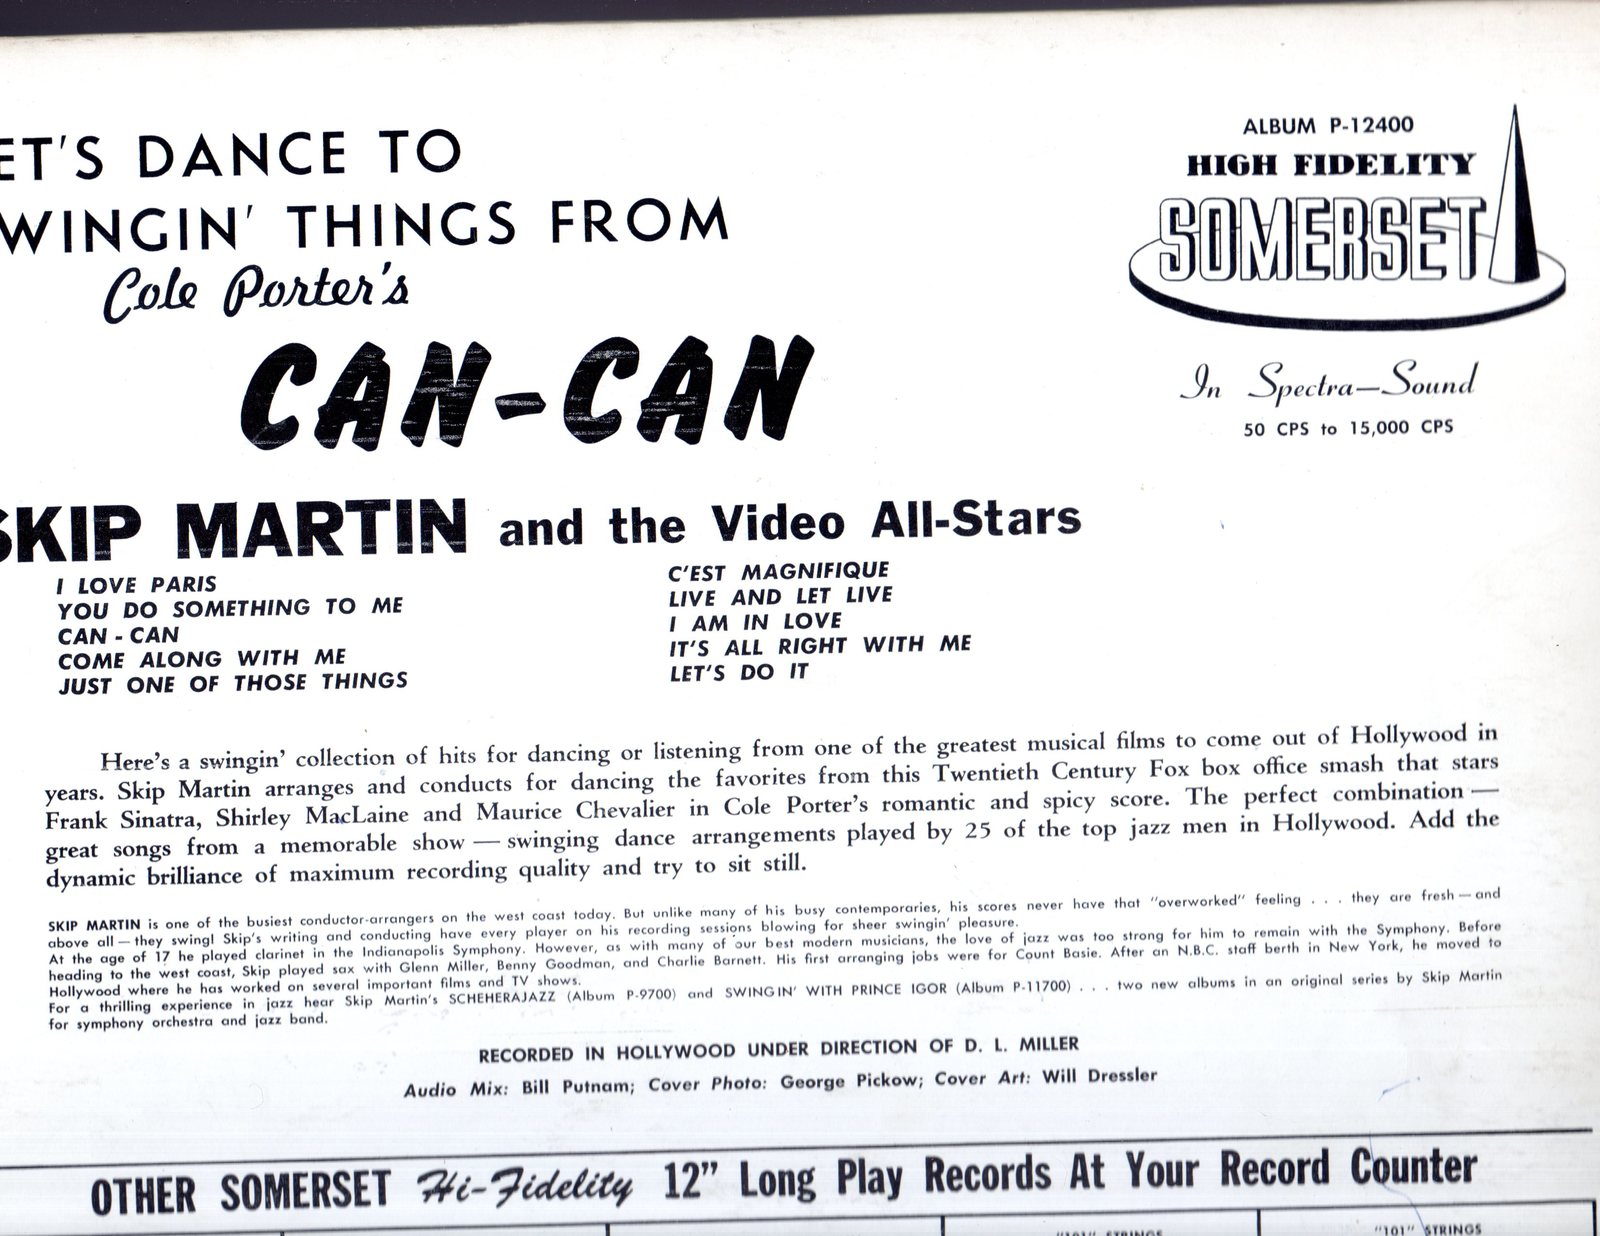 ET'S DANCE TO
WINGIN' THINGS FROM
Cole Porter's
CAN-CAN
ALBUM P-12400
HIGH FIDELITY
SOMERSET
In Spectra—Sound
50 CPS to 15,000 CPS
SKIP MARTIN and the Video All-Stars
I LOVE PARIS
YOU DO SOMETHING TO ME
CAN - CAN
COME ALONG WITH ME
JUST ONE OF THOSE THINGS
C'EST MAGNIFIQUE
LIVE AND LET LIVE
I AM IN LOVE
IT'S ALL RIGHT WITH ME
LET'S DO IT
Here's a swingin' collection of hits for dancing or listening from one of the greatest musical films to come out of Hollywood in
years. Skip Martin arranges and conducts for dancing the favorites from this Twentieth Century Fox box office smash that stars
Frank Sinatra, Shirley MacLaine and Maurice Chevalier in Cole Porter's romantic and spicy score. The perfect combination —
great songs from a memorable show — swinging dance arrangements played by 25 of the top jazz men in Hollywood. Add the
dynamic brilliance of maximum recording quality and try to sit still.
SKIP MARTIN is one of the busiest conductor-arrangers on the west coast today. But unlike many of his busy contemporaries, his scores never have that "overworked" feeling . . . they are fresh — and
above all — they swing! Skip's writing and conducting have every player on his recording sessions blowing for sheer swingin' pleasure.
At the age of 17 he played clarinet in the Indianapolis Symphony. However, as with many of our best modern musicians, the love of jazz was too strong for him to remain with the Symphony. Before
heading to the west coast, Skip played sax with Glenn Miller, Benny Goodman, and Charlie Barnett. His first arranging jobs were for Count Basie. After an N.B.C. staff berth in New York, he moved to
Hollywood where he has worked on several important films and TV shows.
For a thrilling experience in jazz hear Skip Martin's SCHEHERAJAZZ (Album P-9700) and SWINGIN' WITH PRINCE IGOR (Album P-11700) . . . two new albums in an original series by Skip Martin
for symphony orchestra and jazz band.
RECORDED IN HOLLYWOOD UNDER DIRECTION OF D. L. MILLER
Audio Mix: Bill Putnam; Cover Photo: George Pickow; Cover Art: Will Dressler
OTHER SOMERSET Hi-Fidelity 12" Long Play Records At Your Record Counter
"101" STRINGS
"101" STRINGS